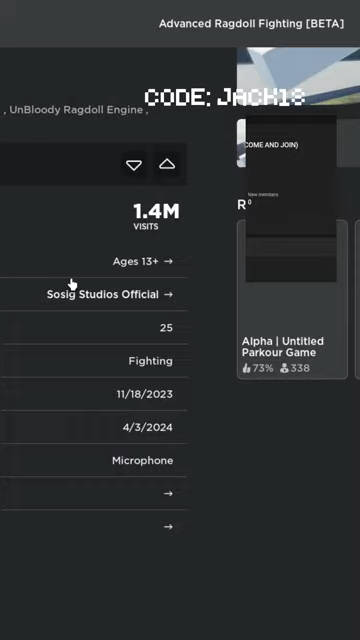 Advanced Ragdoll Fighting [BETA]
CODE: JACK18
, UnBloody Ragdoll Engine ,
COME AND JOIN}
New members
0
R
1.4M
VISITS
Ages 13+ →
Sosig Studios Official →
25
Fighting
11/18/2023
4/3/2024
Microphone
→
→
Alpha | Untitled
Parkour Game
73% 338